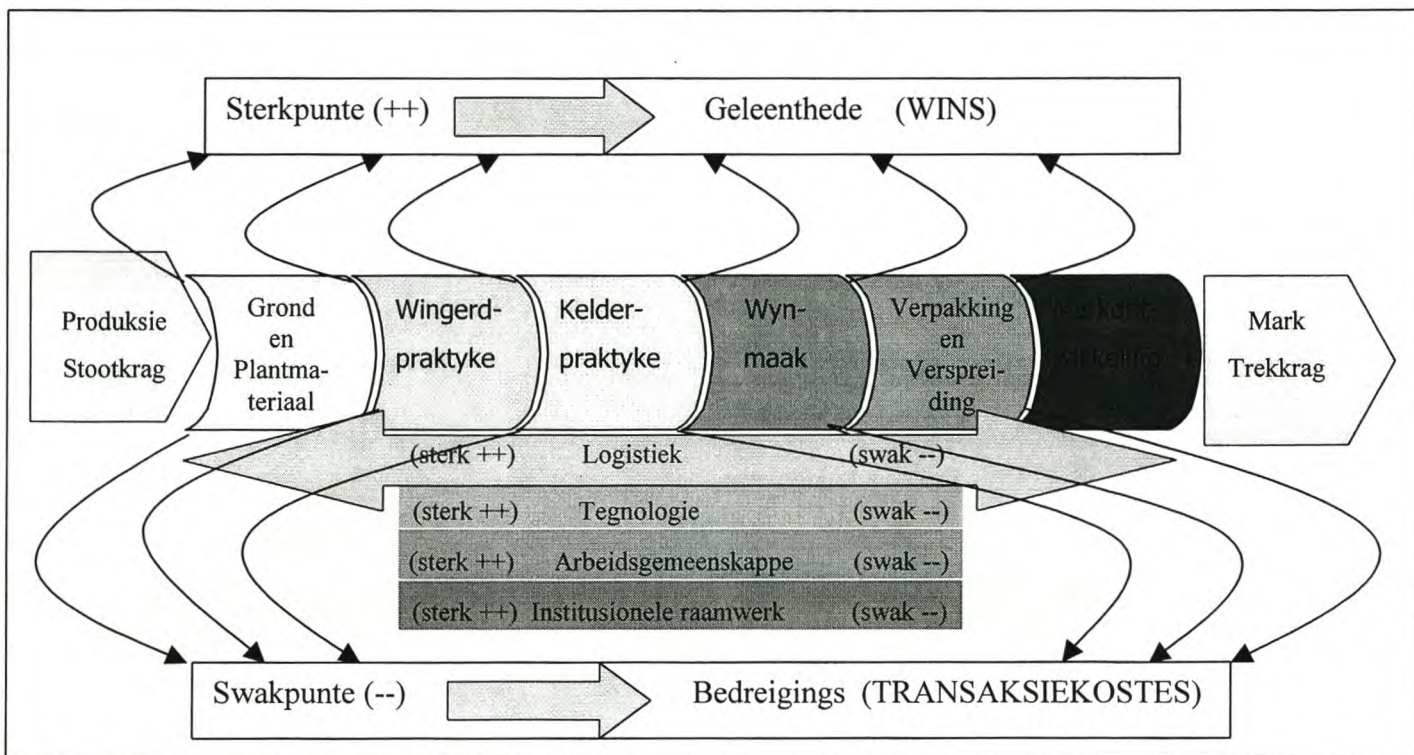 Sterkpunte (++) Geleenthede (WINS)
Produksie
Stootkrag
Grond
en
Plantma-
teriaal
Wingerd-
praktyke
Kelder-
praktyke
Wyn-
maak
Verpakking
en
Versprei-
ding
Mark
Trekkrag
(sterk ++) Logistiek (swak --)
(sterk ++) Tegnologie (swak --)
(sterk ++) Arbeidsgemeenskappe (swak --)
(sterk ++) Institusionele raamwerk (swak --)
Swakpunte (--) Bedreigings (TRANSAKSIEKOSTES)